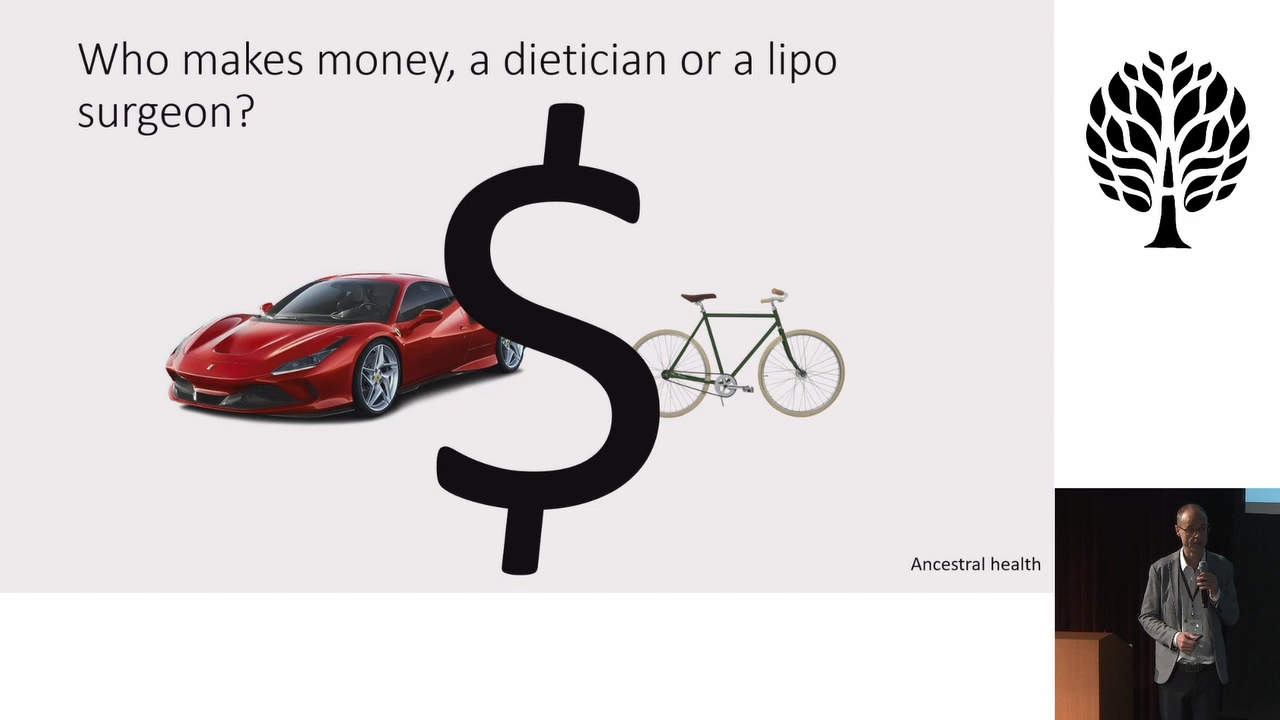 Who makes money, a dietician or a lipo
surgeon?
$
Ancestral health